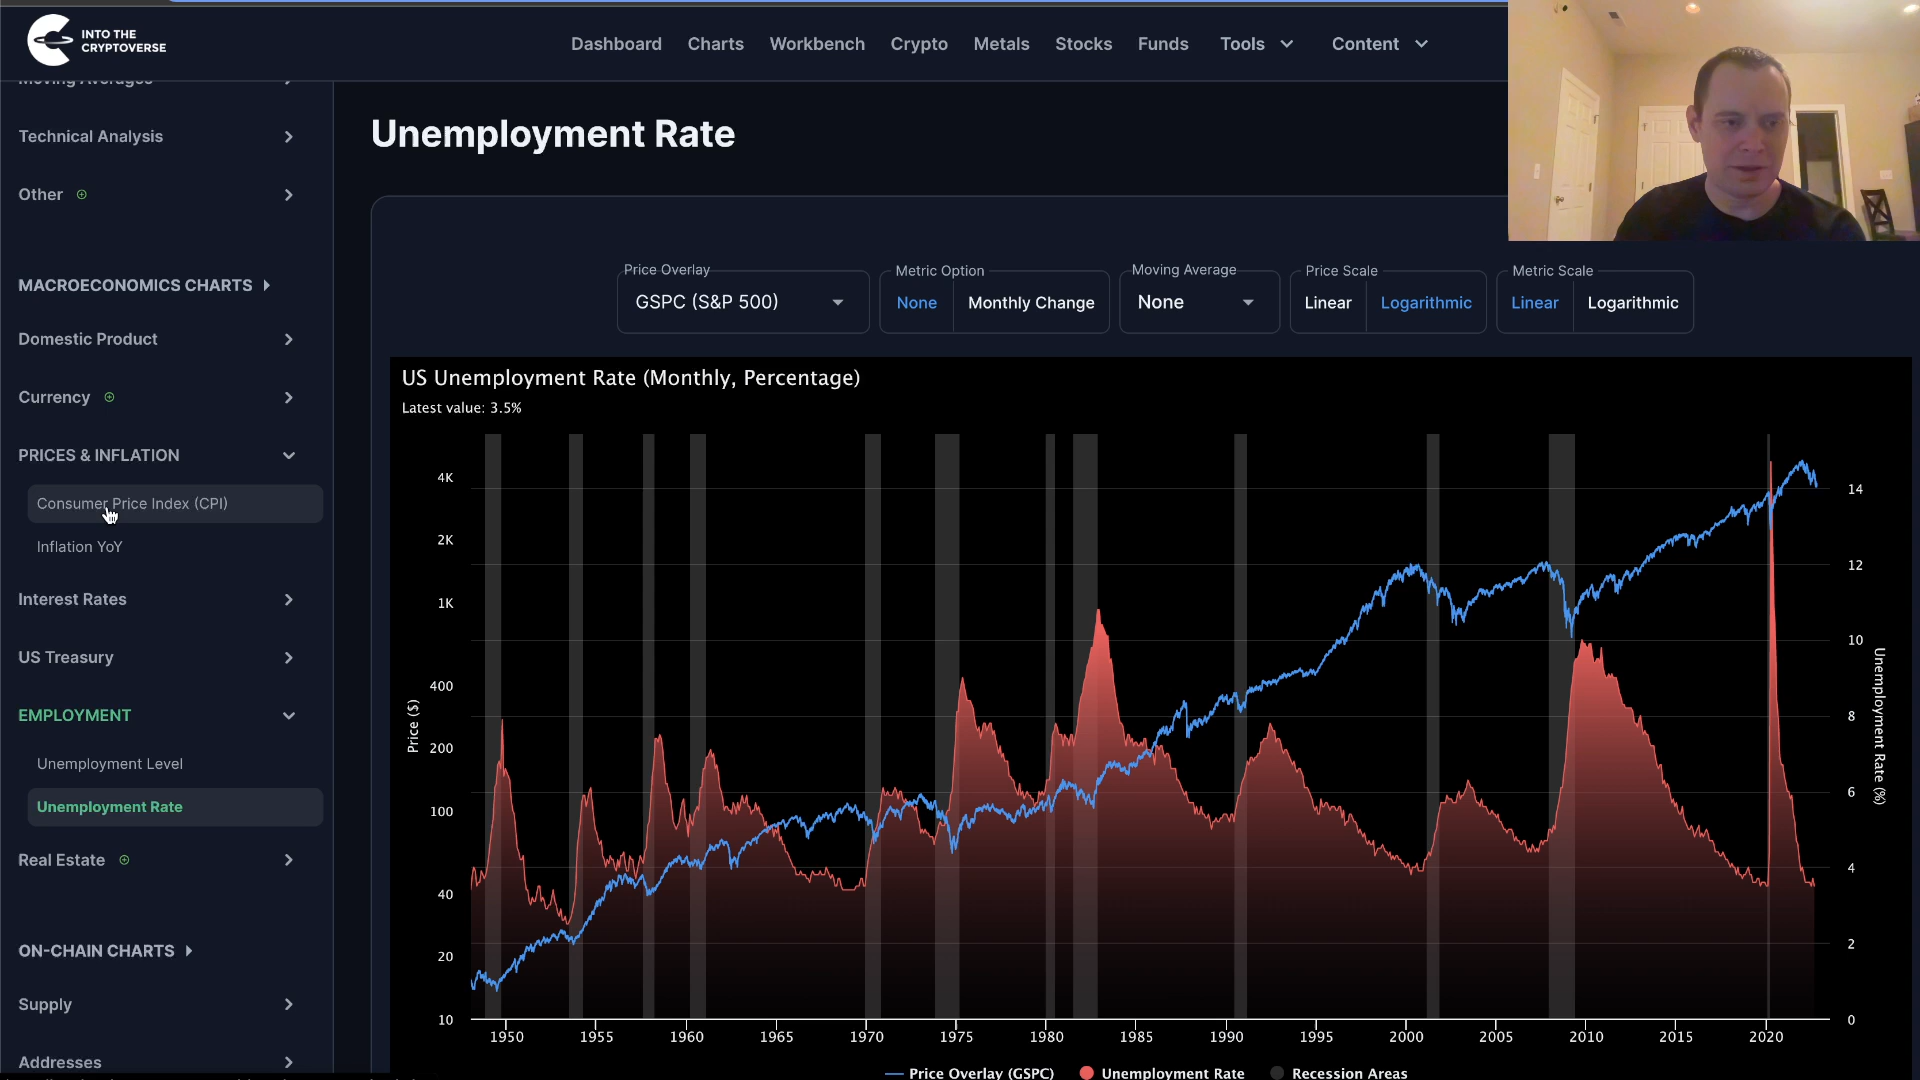 INTO THE
CRYPTOVERSE
Dashboard
Charts
Workbench
Crypto
Metals
Stocks
Funds
Tools
Content
Moving Averages
Technical Analysis
Other
MACROECONOMICS CHARTS
Domestic Product
Currency
PRICES & INFLATION
Consumer Price Index (CPI)
Inflation YoY
Interest Rates
US Treasury
EMPLOYMENT
Unemployment Level
Unemployment Rate
Real Estate
ON-CHAIN CHARTS
Supply
Addresses
Unemployment Rate
Price Overlay
GSPC (S&P 500)
Metric Option
None
Monthly Change
Moving Average
None
Price Scale
Linear
Logarithmic
Metric Scale
Linear
Logarithmic
US Unemployment Rate (Monthly, Percentage)
Latest value: 3.5%
4K
2K
1K
400
200
100
40
20
10
Price ($)
14
12
10
8
6
4
2
0
Unemployment Rate (%)
1950
1955
1960
1965
1970
1975
1980
1985
1990
1995
2000
2005
2010
2015
2020
Price Overlay (GSPC)
Unemployment Rate
Recession Areas